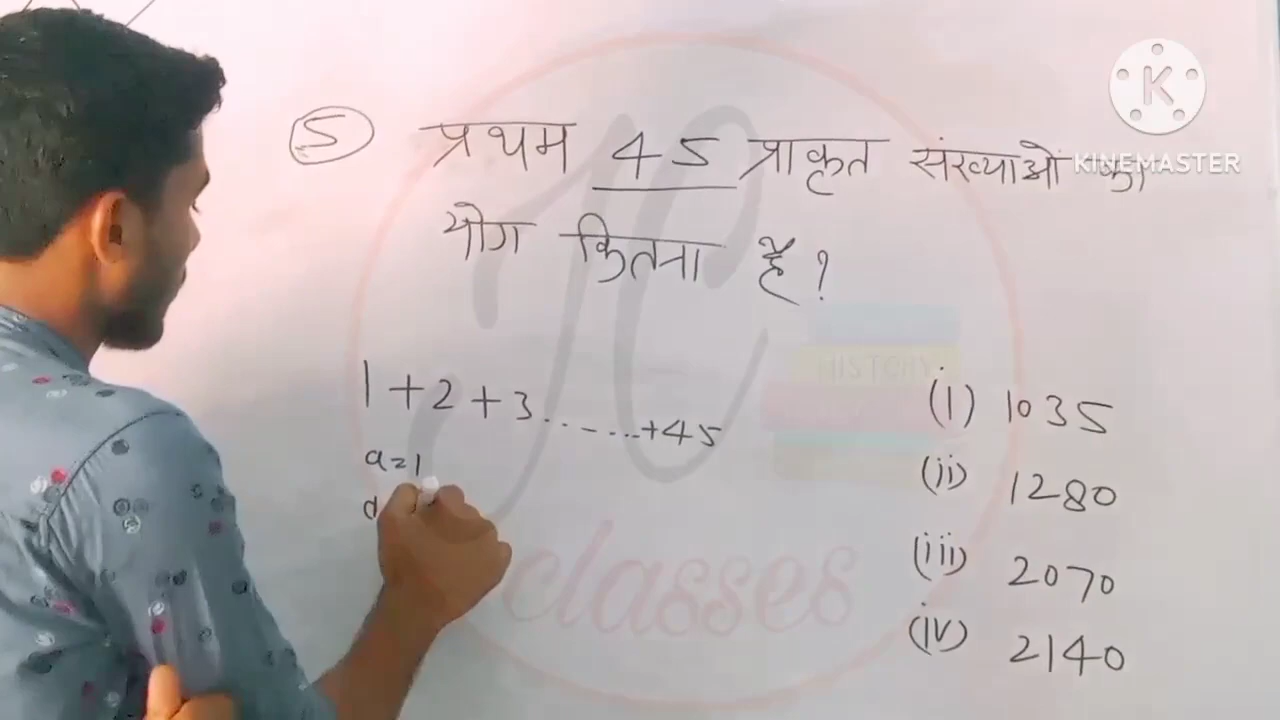 (5) प्रथम 45 प्राकृत संख्याओं का
योग कितना है?
1+2+3.......+45
a=1
d
(i) 1035
(ii) 1280
(iii) 2070
(iv) 2140
K
KINEMASTER
HISTORY
classes